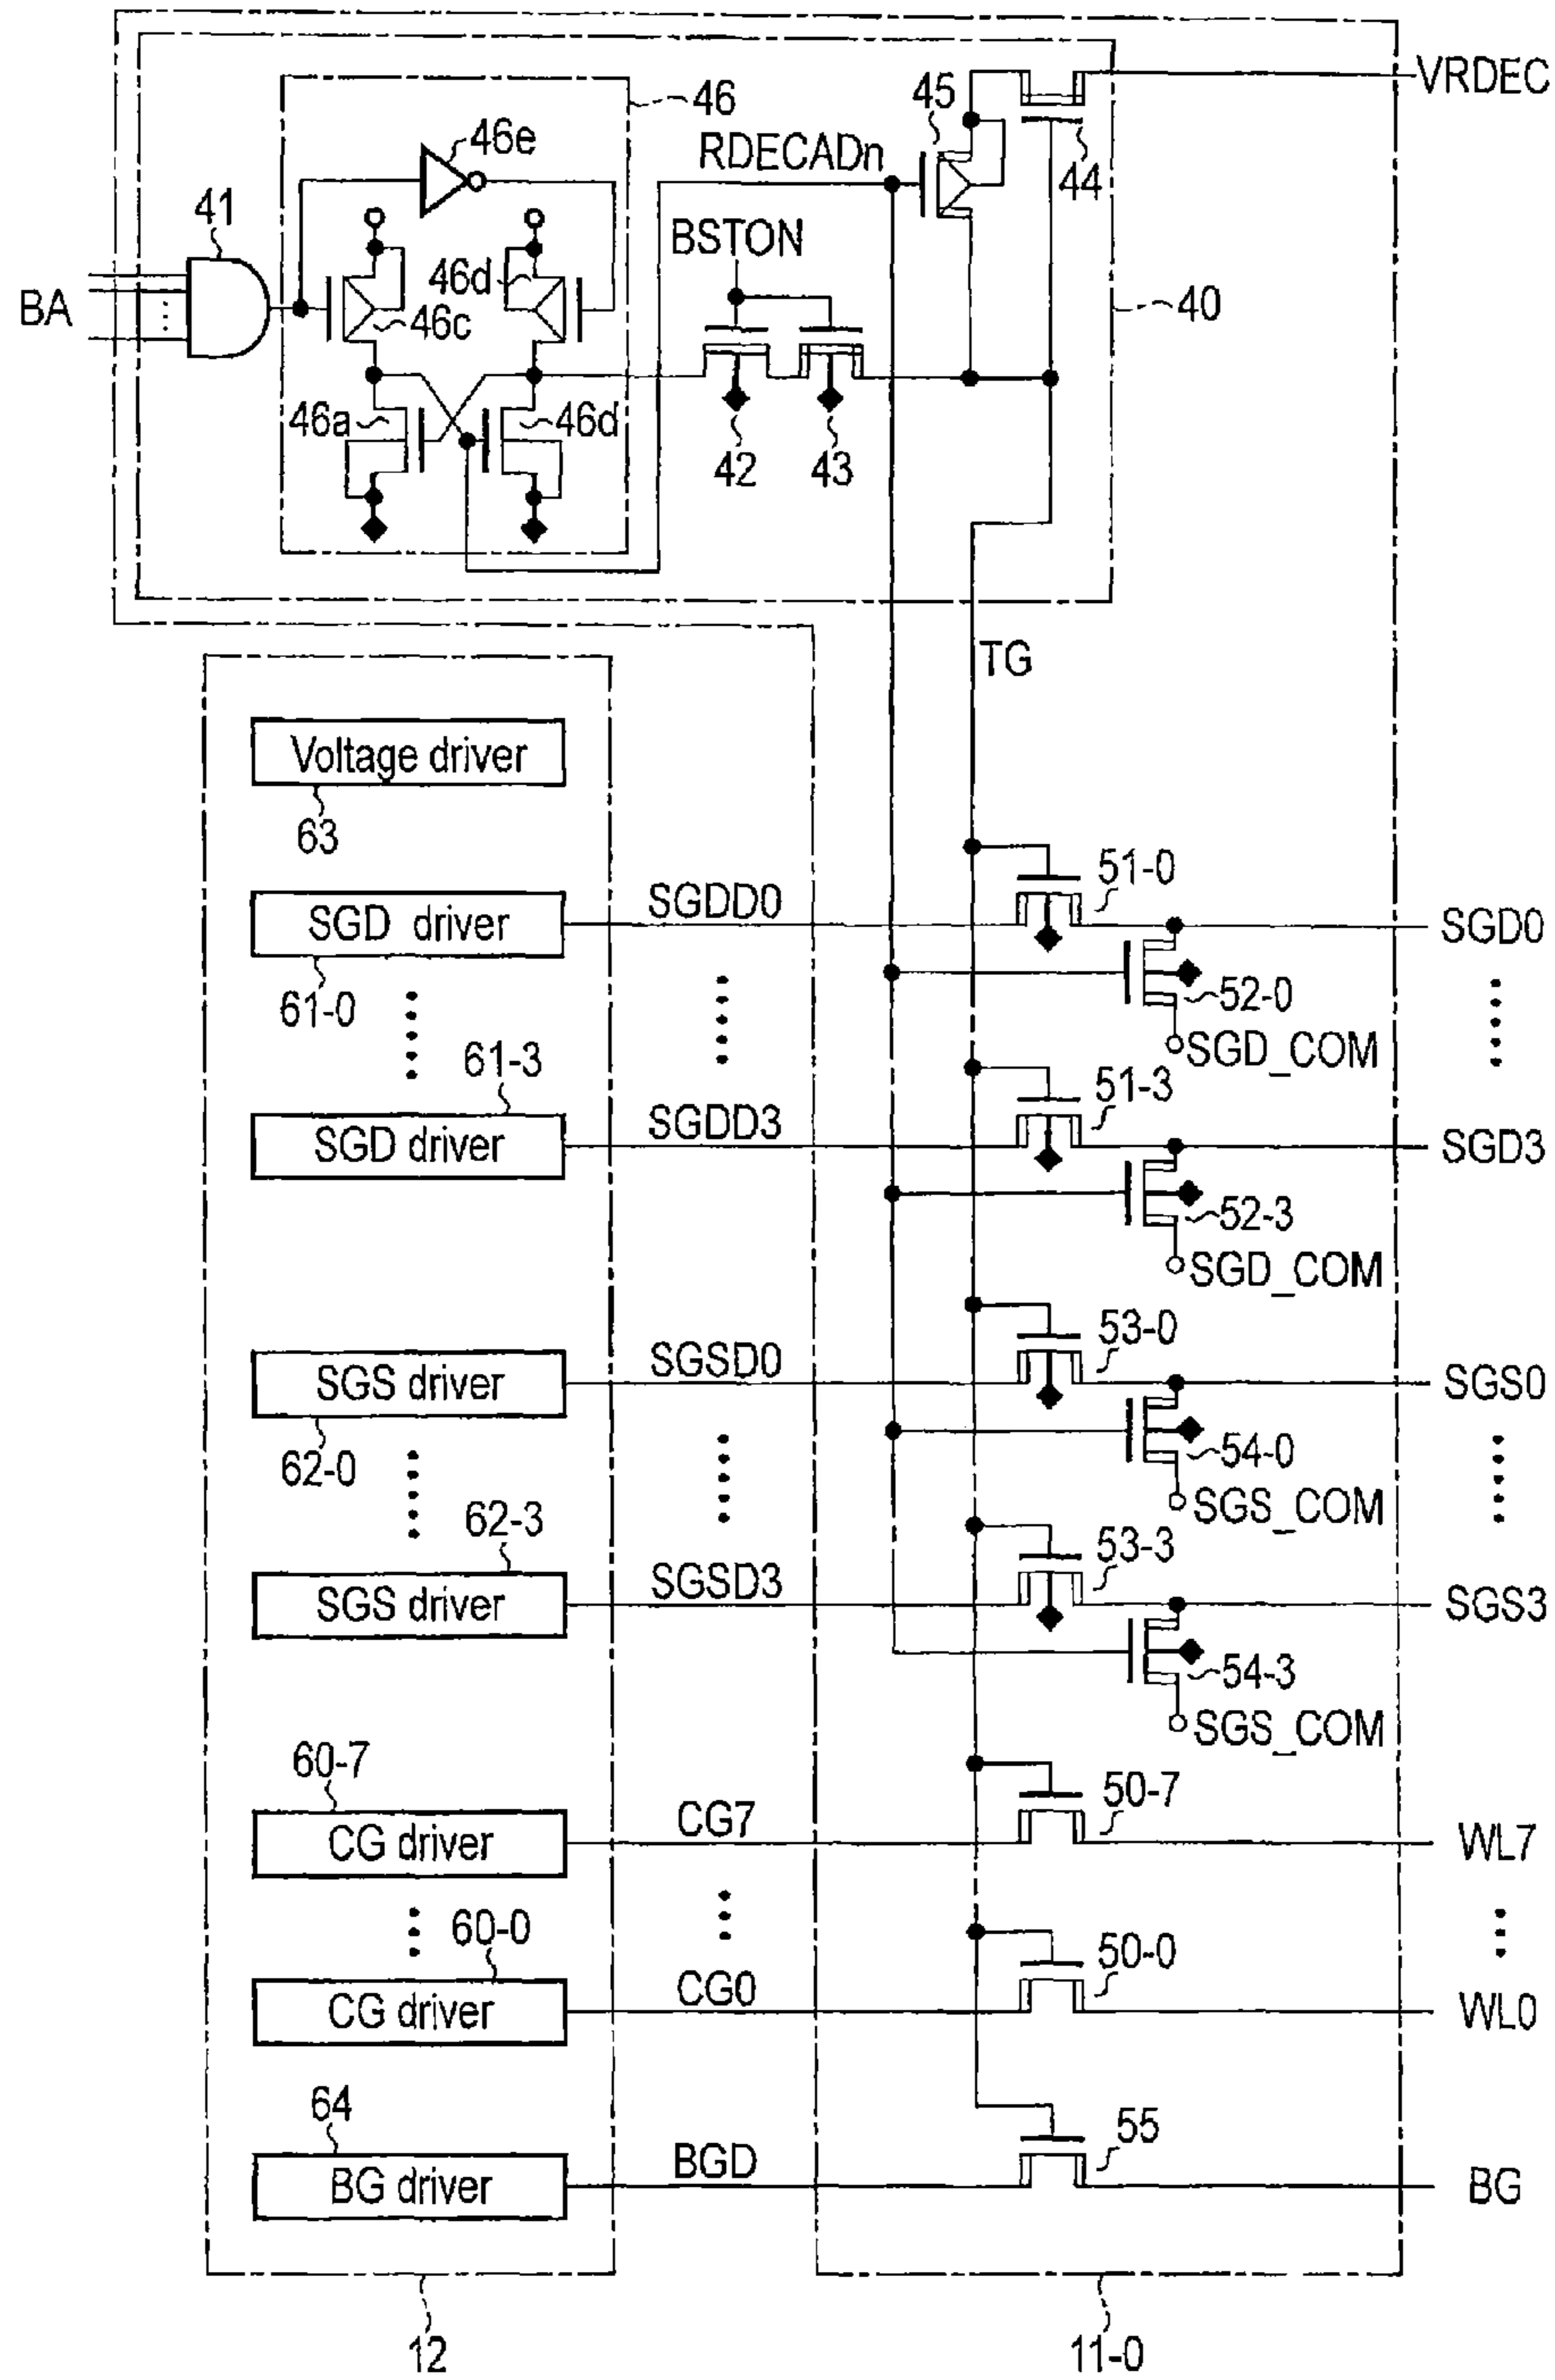 VRDEC
45
46
46e
RDECADn
44
41
BSTON
46d
BA
46c
40
46a
46d
42
43
TG
Voltage driver
63
51-0
SGDD0
SGD driver
SGD0
52-0
61-0
SGD_COM
61-3
51-3
SGDD3
SGD driver
SGD3
52-3
SGD_COM
53-0
SGSD0
SGS driver
SGS0
54-0
62-0
SGS_COM
62-3
53-3
SGSD3
SGS driver
SGS3
54-3
SGS_COM
60-7
50-7
CG7
CG driver
WL7
60-0
50-0
CG0
CG driver
WL0
64
55
BGD
BG driver
BG
12
11-0